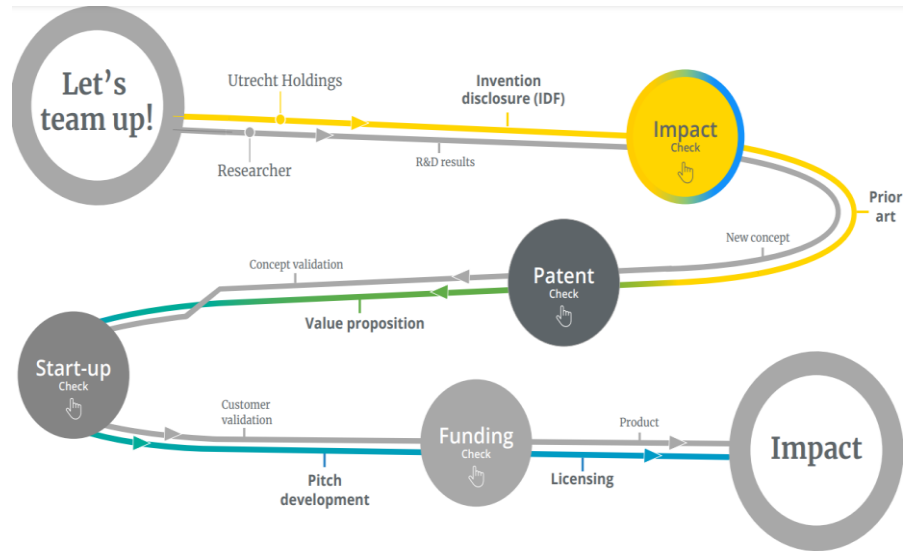 Let's
team up!
Utrecht Holdings
Researcher
Invention
disclosure (IDF)
R&D results
Impact
Check
Prior
art
New concept
Patent
Check
Concept validation
Value proposition
Start-up
Check
Customer
validation
Pitch
development
Funding
Check
Product
Licensing
Impact